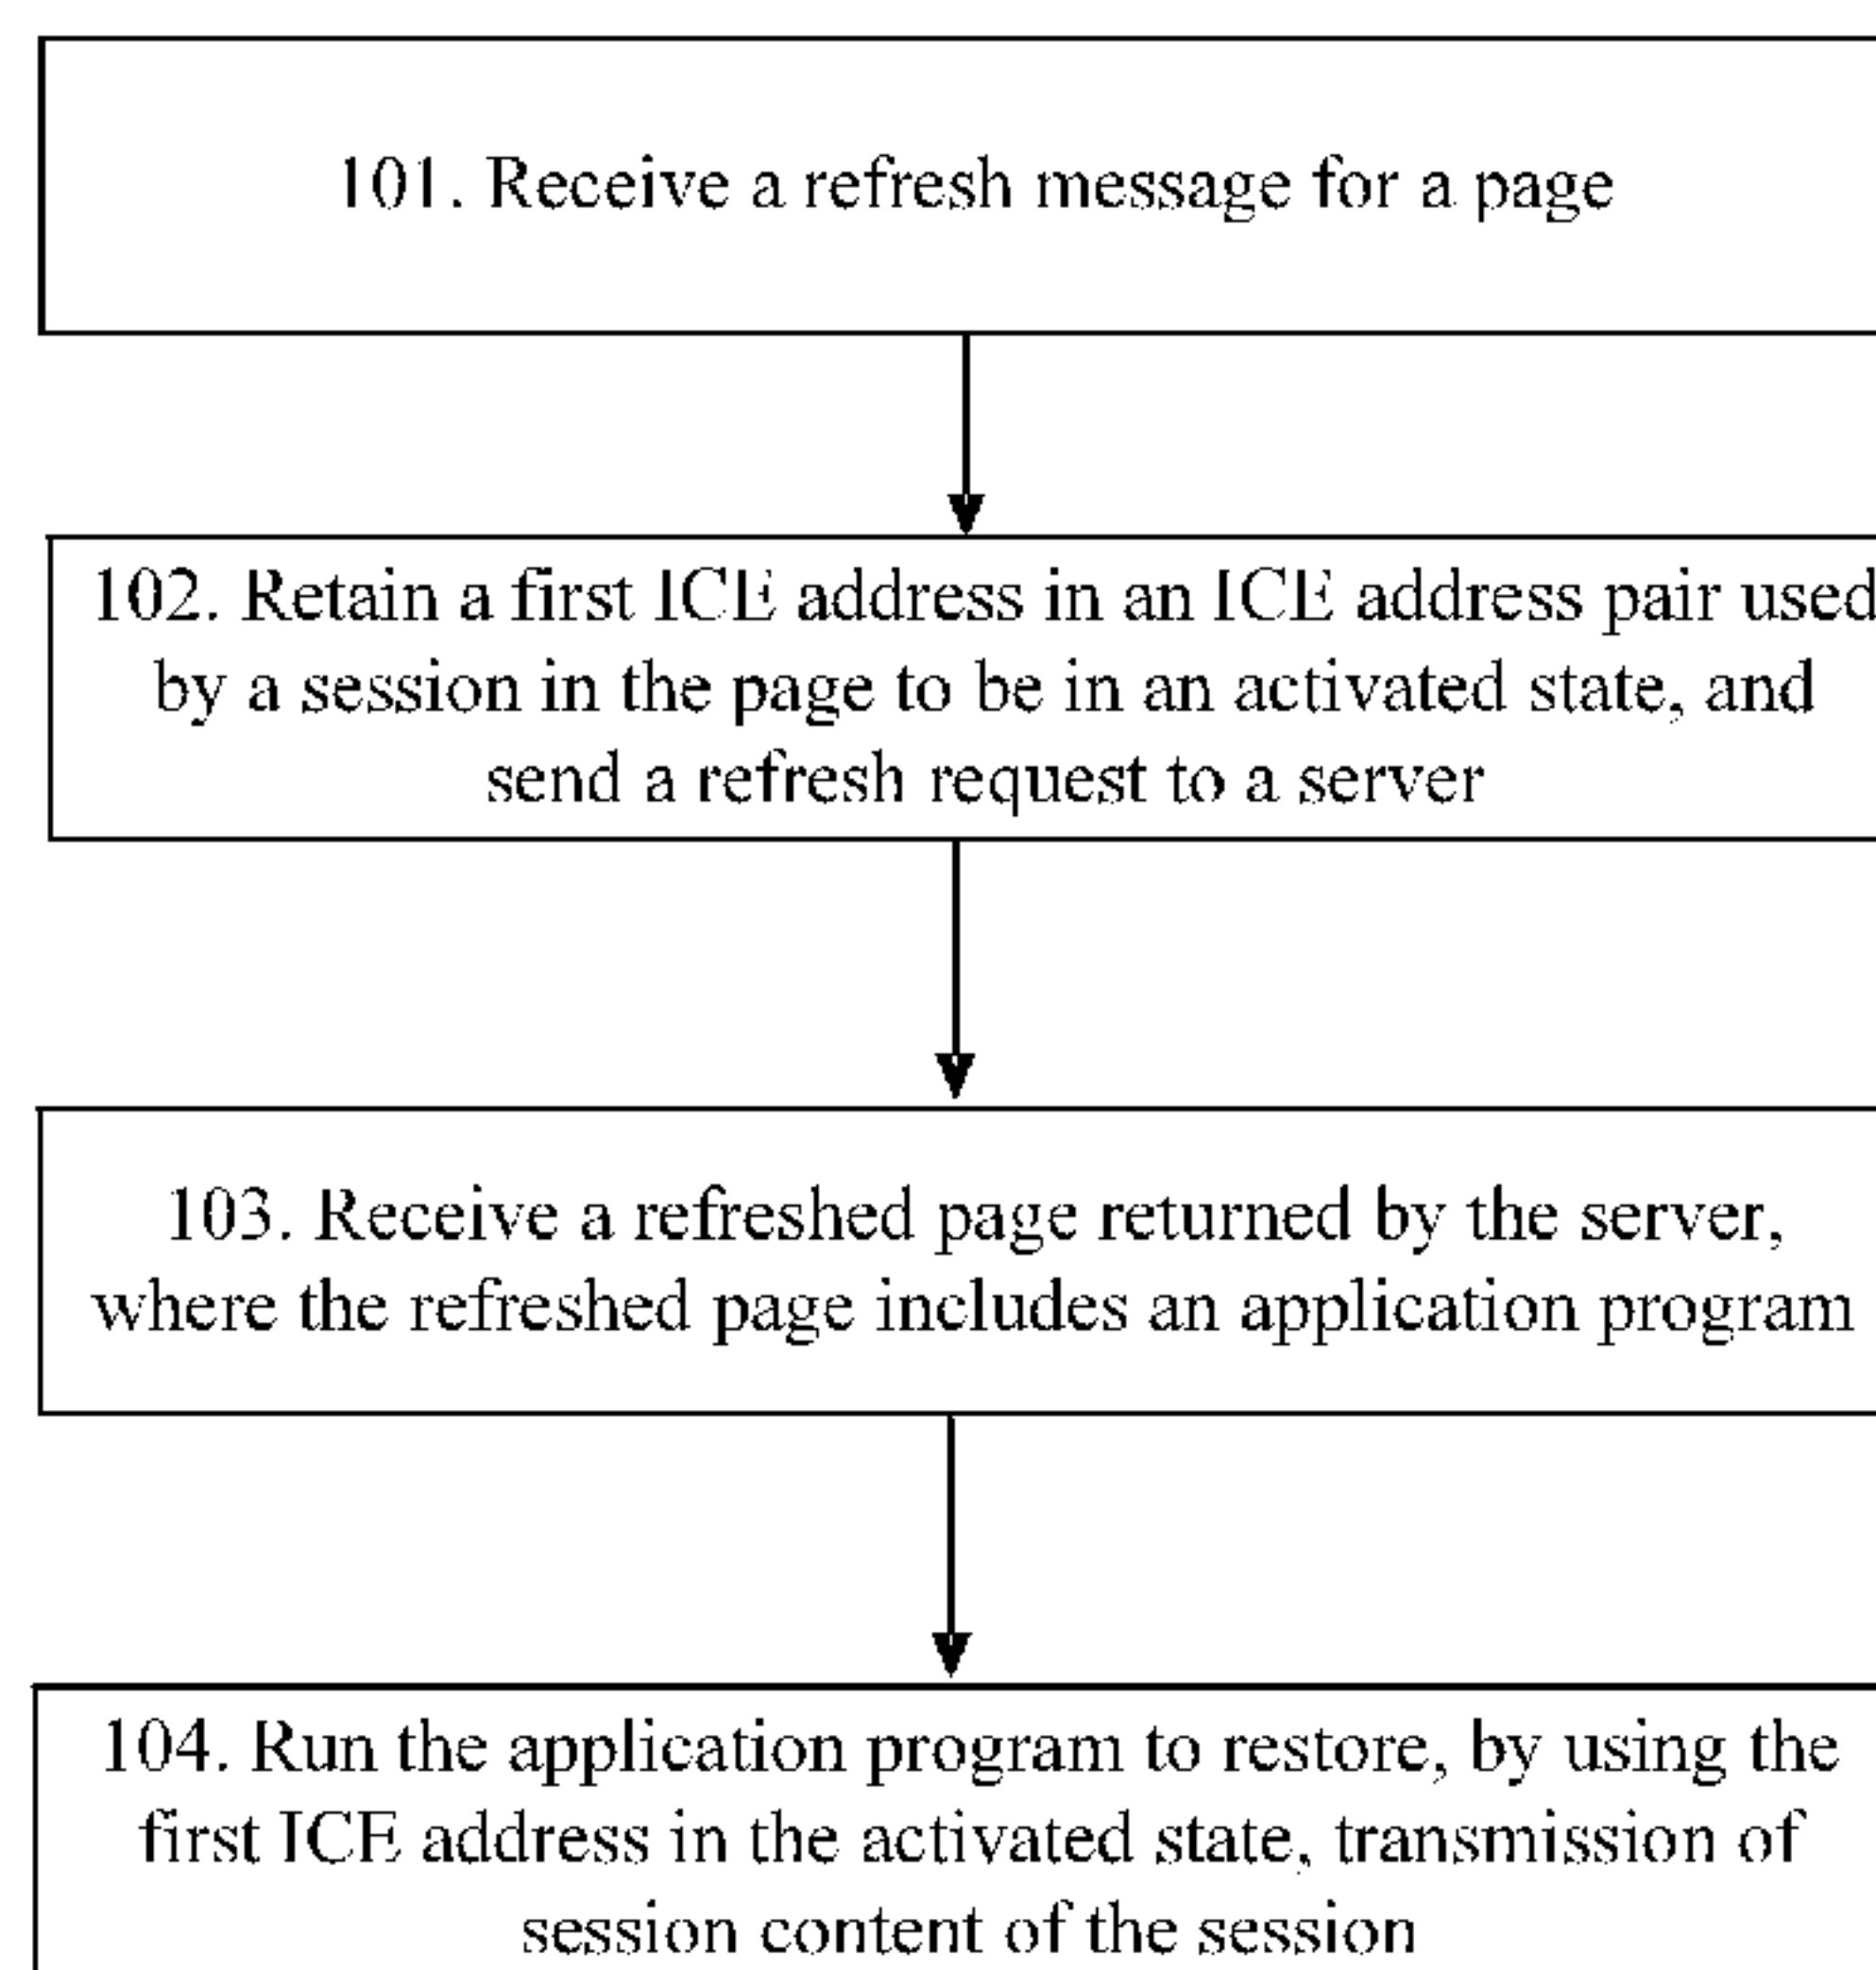 101. Receive a refresh message for a page
102. Retain a first ICE address in an ICE address pair used
by a session in the page to be in an activated state, and
send a refresh request to a server
103. Receive a refreshed page returned by the server,
where the refreshed page includes an application program
104. Run the application program to restore, by using the
first ICE address in the activated state, transmission of
session content of the session